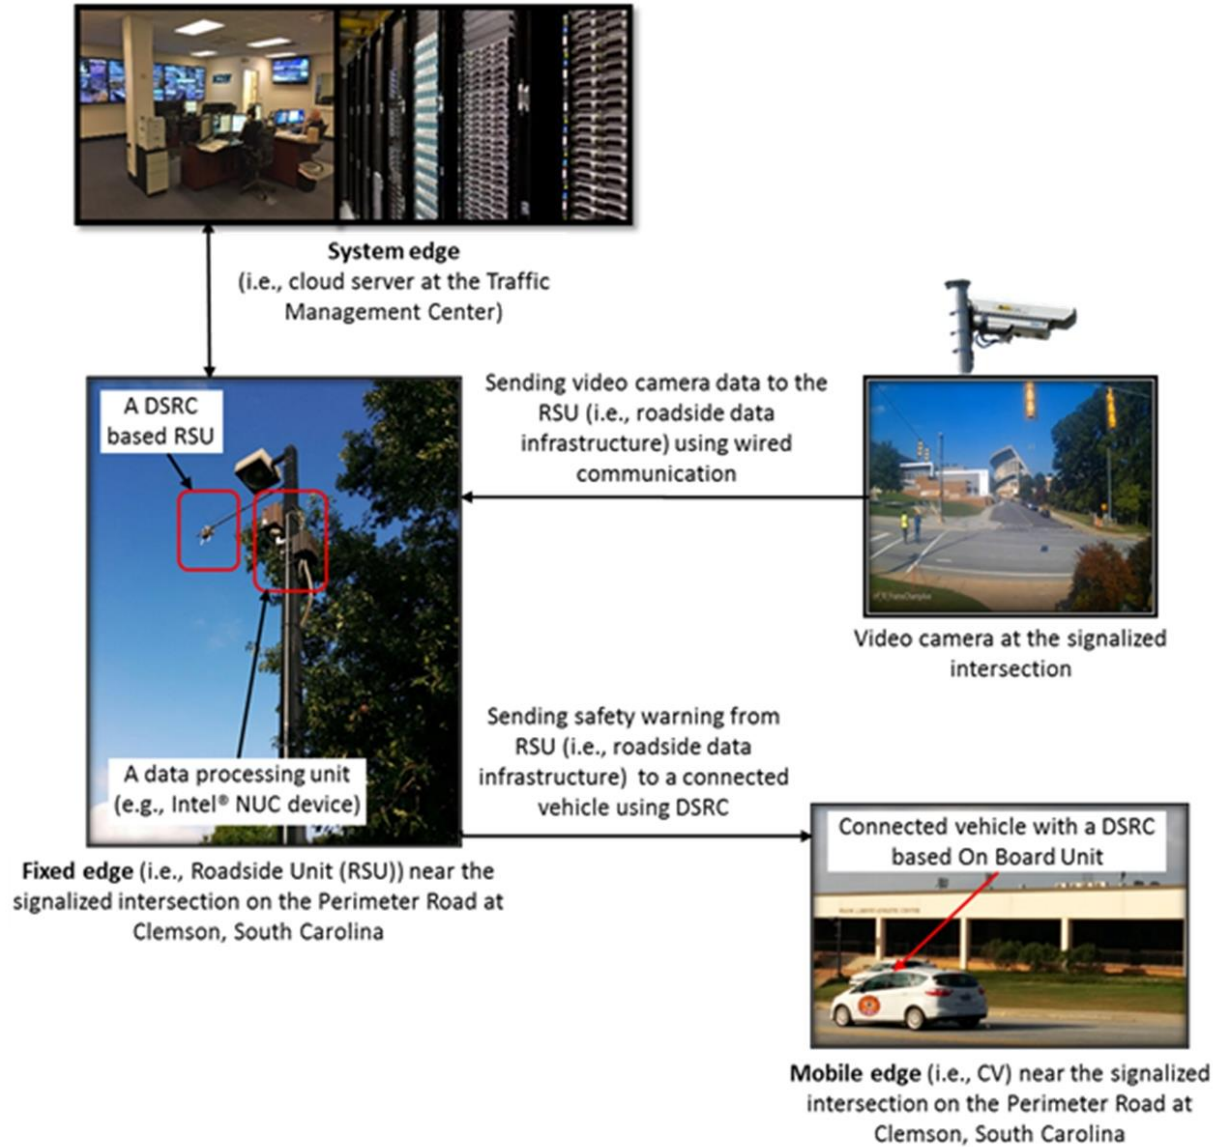 System edge
(i.e., cloud server at the Traffic
Management Center)
A DSRC
based RSU
Sending video camera data to the
RSU (i.e., roadside data
infrastructure) using wired
communication
Video camera at the signalized
intersection
A data processing unit
(e.g., Intel® NUC device)
Sending safety warning from
RSU (i.e., roadside data
infrastructure) to a connected
vehicle using DSRC
Fixed edge (i.e., Roadside Unit (RSU)) near the
signalized intersection on the Perimeter Road at
Clemson, South Carolina
Connected vehicle with a DSRC
based On Board Unit
Mobile edge (i.e., CV) near the signalized
intersection on the Perimeter Road at
Clemson, South Carolina